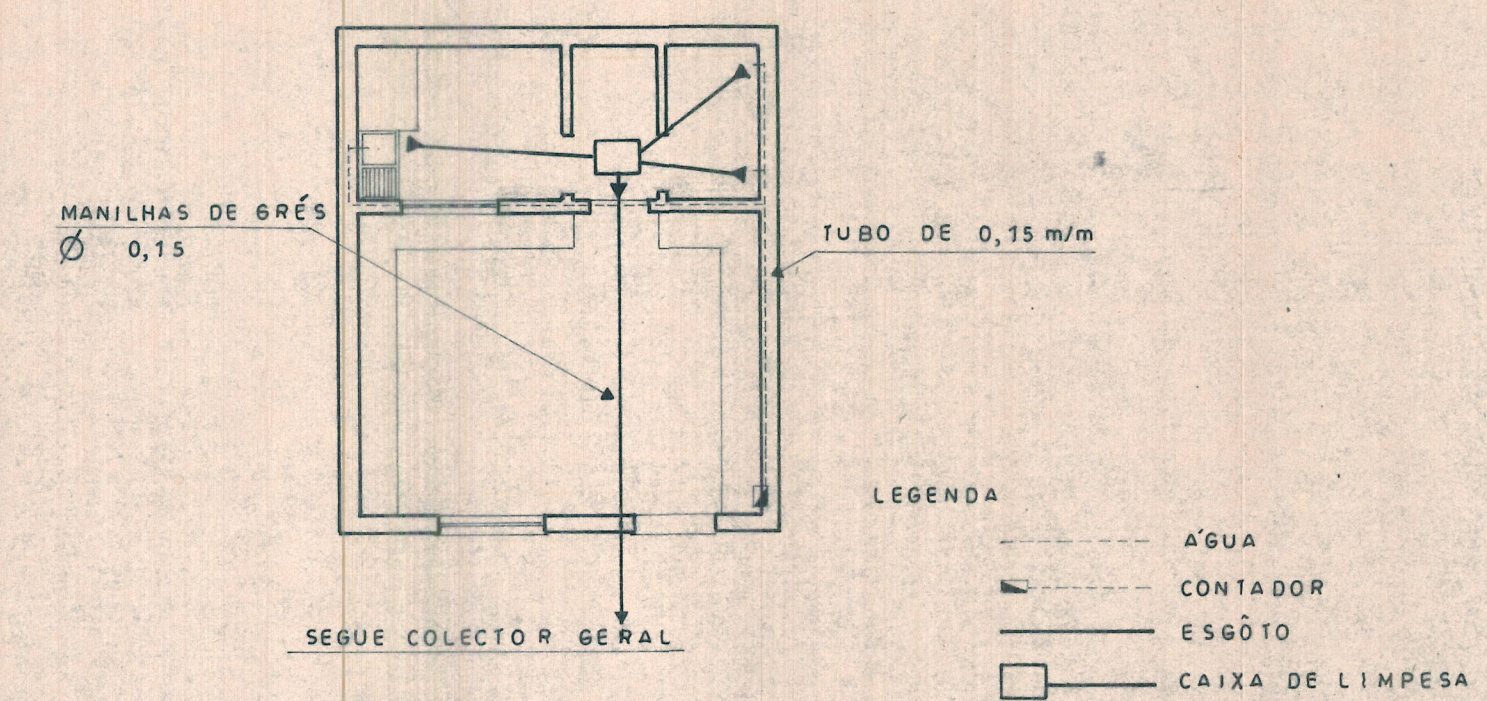 MANILHAS DE GRÉS
Ø 0,15
TUBO DE 0,15 m/m
SEGUE COLECTOR GERAL
LEGENDA
ÁGUA
CONTADOR
ESGÔTO
CAIXA DE LIMPESA